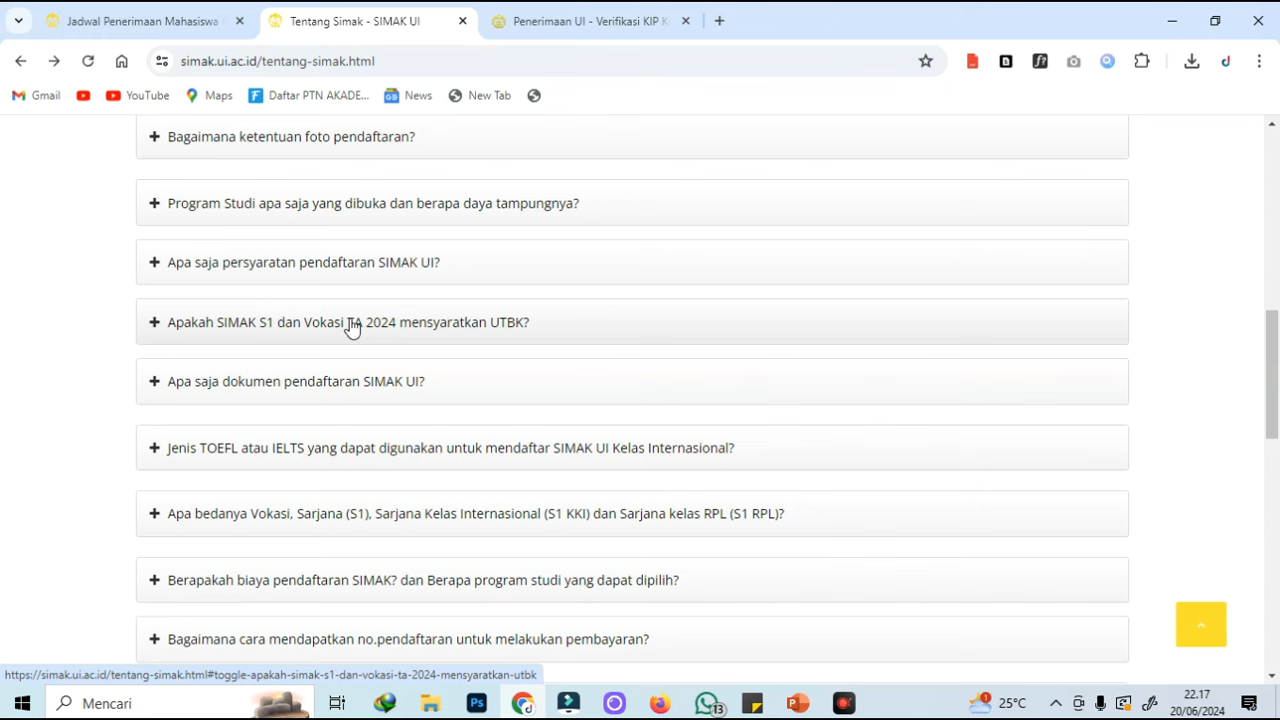 Jadwal Penerimaan Mahasiswa
Tentang Simak - SIMAK UI
Penerimaan UI - Verifikasi KIP K
simak.ui.ac.id/tentang-simak.html
Gmail
YouTube
Maps
Daftar PTN AKADE...
News
New Tab
Bagaimana ketentuan foto pendaftaran?
Program Studi apa saja yang dibuka dan berapa daya tampungnya?
Apa saja persyaratan pendaftaran SIMAK UI?
Apakah SIMAK S1 dan Vokasi TA 2024 mensyaratkan UTBK?
Apa saja dokumen pendaftaran SIMAK UI?
Jenis TOEFL atau IELTS yang dapat digunakan untuk mendaftar SIMAK UI Kelas Internasional?
Apa bedanya Vokasi, Sarjana (S1), Sarjana Kelas Internasional (S1 KKI) dan Sarjana kelas RPL (S1 RPL)?
Berapakah biaya pendaftaran SIMAK? dan Berapa program studi yang dapat dipilih?
Bagaimana cara mendapatkan no.pendaftaran untuk melakukan pembayaran?
https://simak.ui.ac.id/tentang-simak.html#toggle-apakah-simak-s1-dan-vokasi-ta-2024-mensyaratkan-utbk
Mencari
Ps
13
1
25°C
22.17
20/06/2024